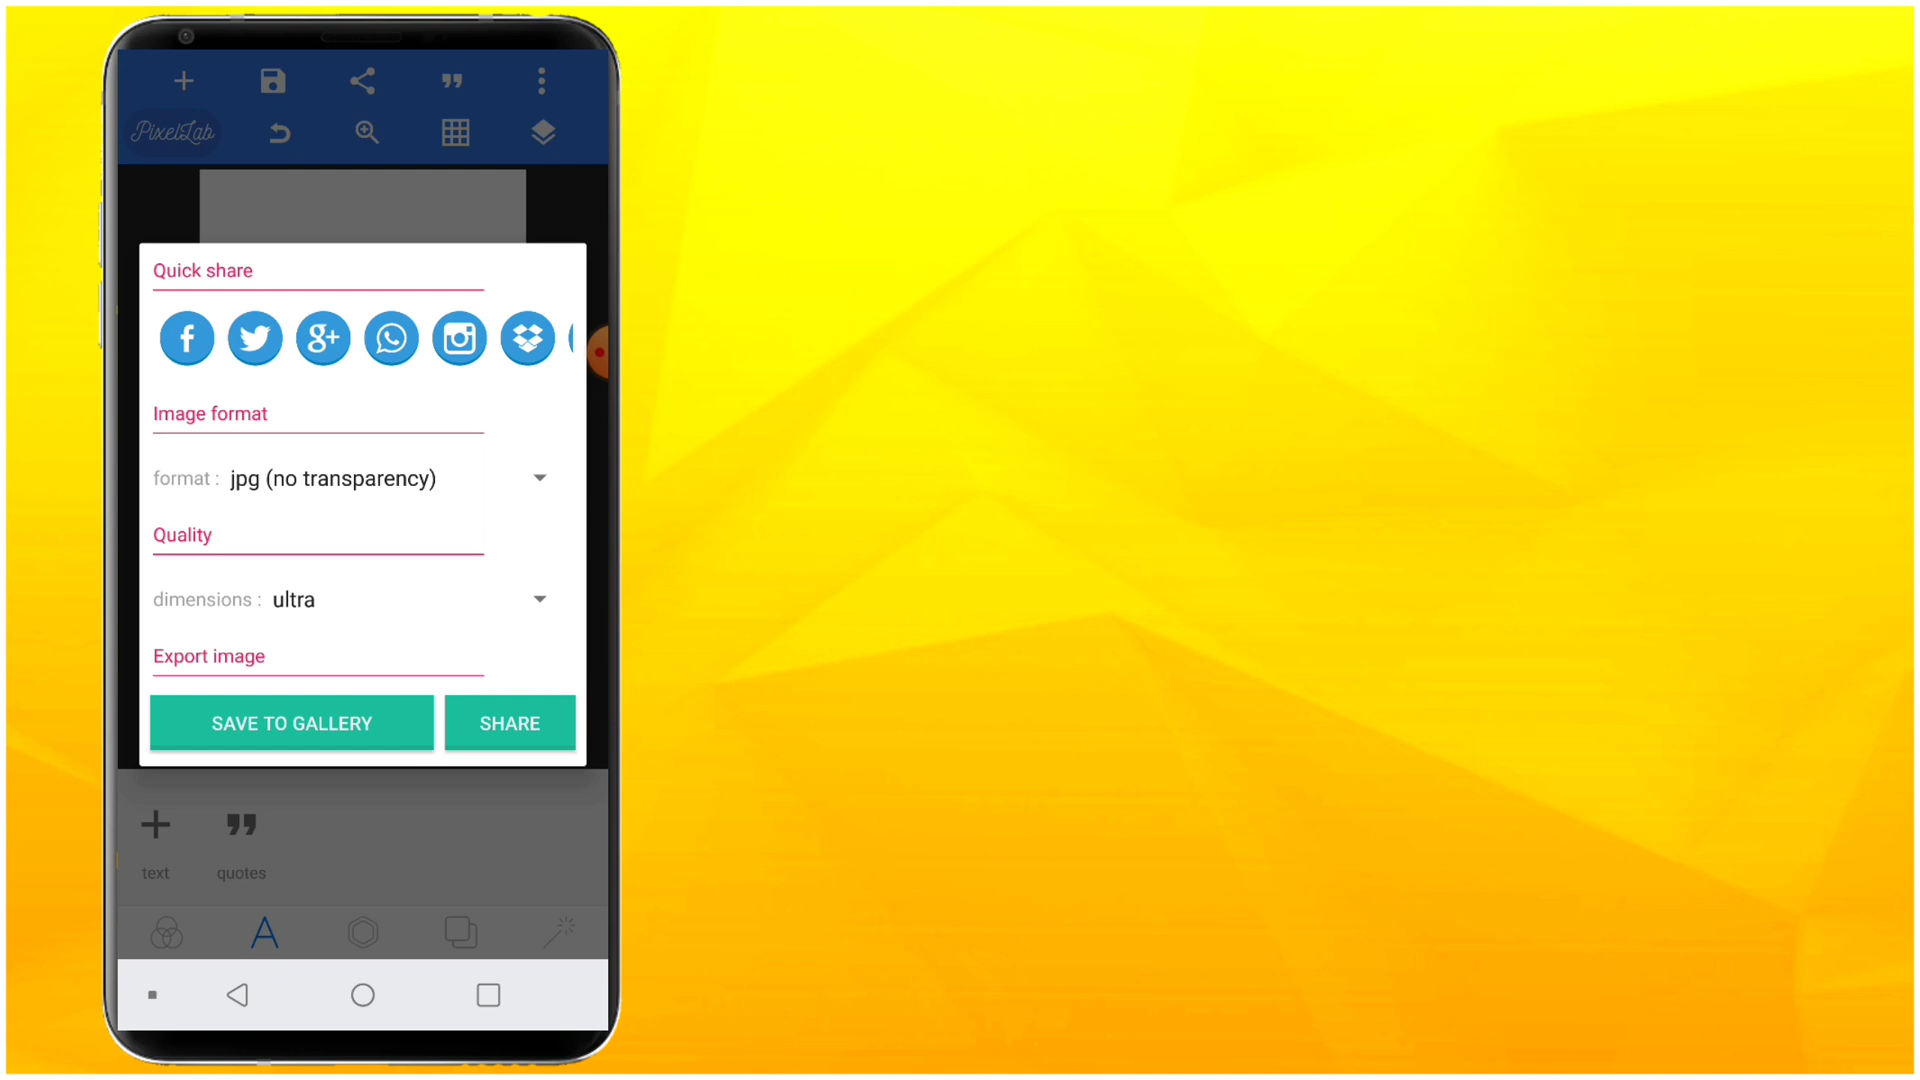 PixelLab
Quick share
Image format
format : jpg (no transparency)
Quality
dimensions : ultra
Export image
SAVE TO GALLERY SHARE
text quotes